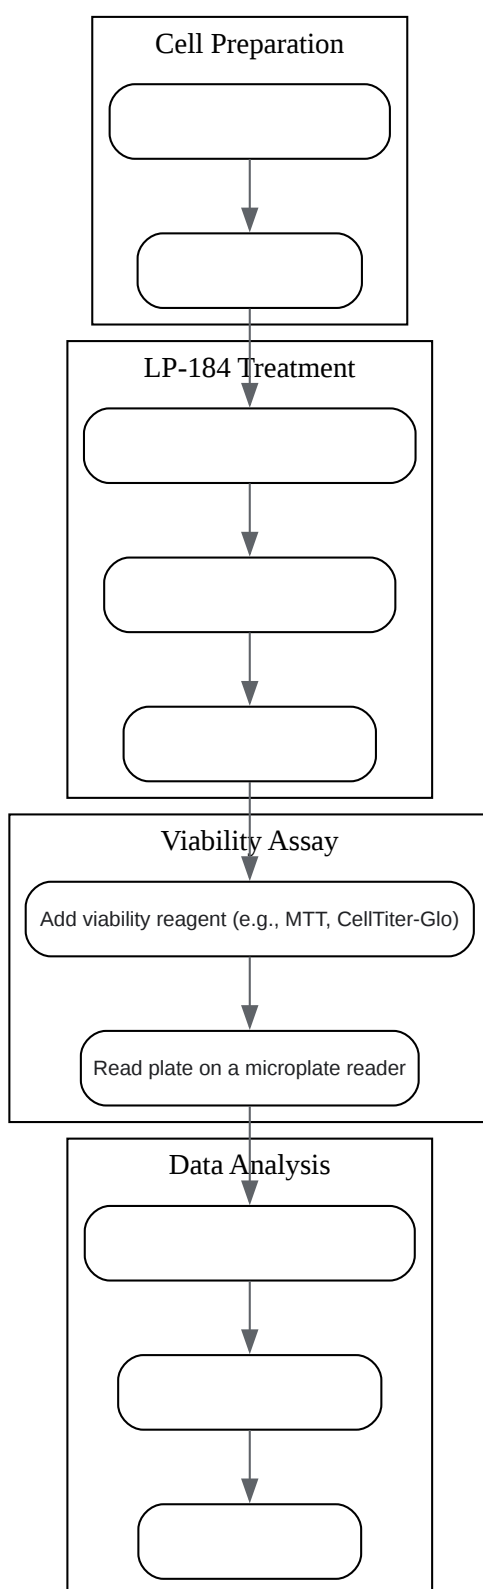 Cell Preparation
LP-184 Treatment
Viability Assay
Add viability reagent (e.g., MTT, CellTiter-Glo)
Read plate on a microplate reader
Data Analysis